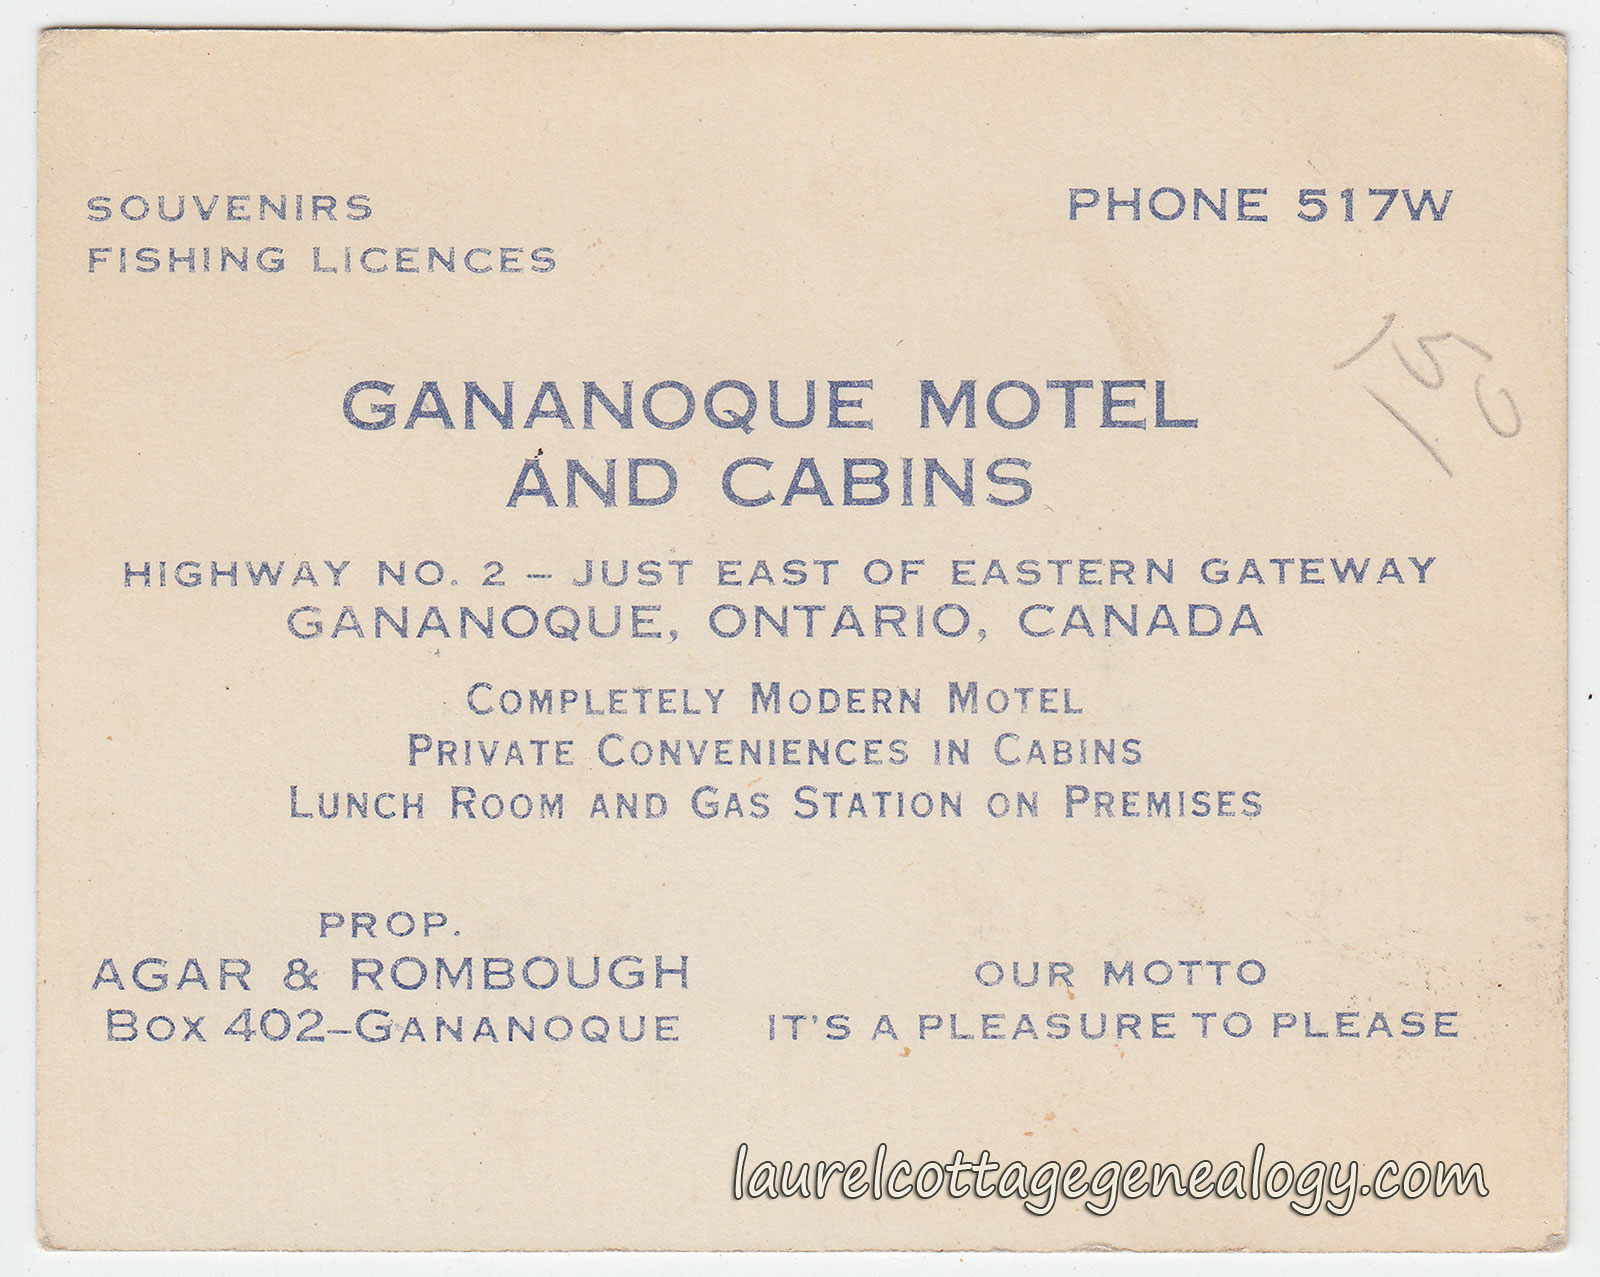 SOUVENIRS
FISHING LICENCES
PHONE 517W
GANANOQUE MOTEL
AND CABINS
HIGHWAY NO. 2 – JUST EAST OF EASTERN GATEWAY
GANANOQUE, ONTARIO, CANADA
COMPLETELY MODERN MOTEL
PRIVATE CONVENIENCES IN CABINS
LUNCH ROOM AND GAS STATION ON PREMISES
PROP.
AGAR & ROMBOUGH
BOX 402–GANANOQUE
OUR MOTTO
IT'S A PLEASURE TO PLEASE
laurelcottagegenealogy.com